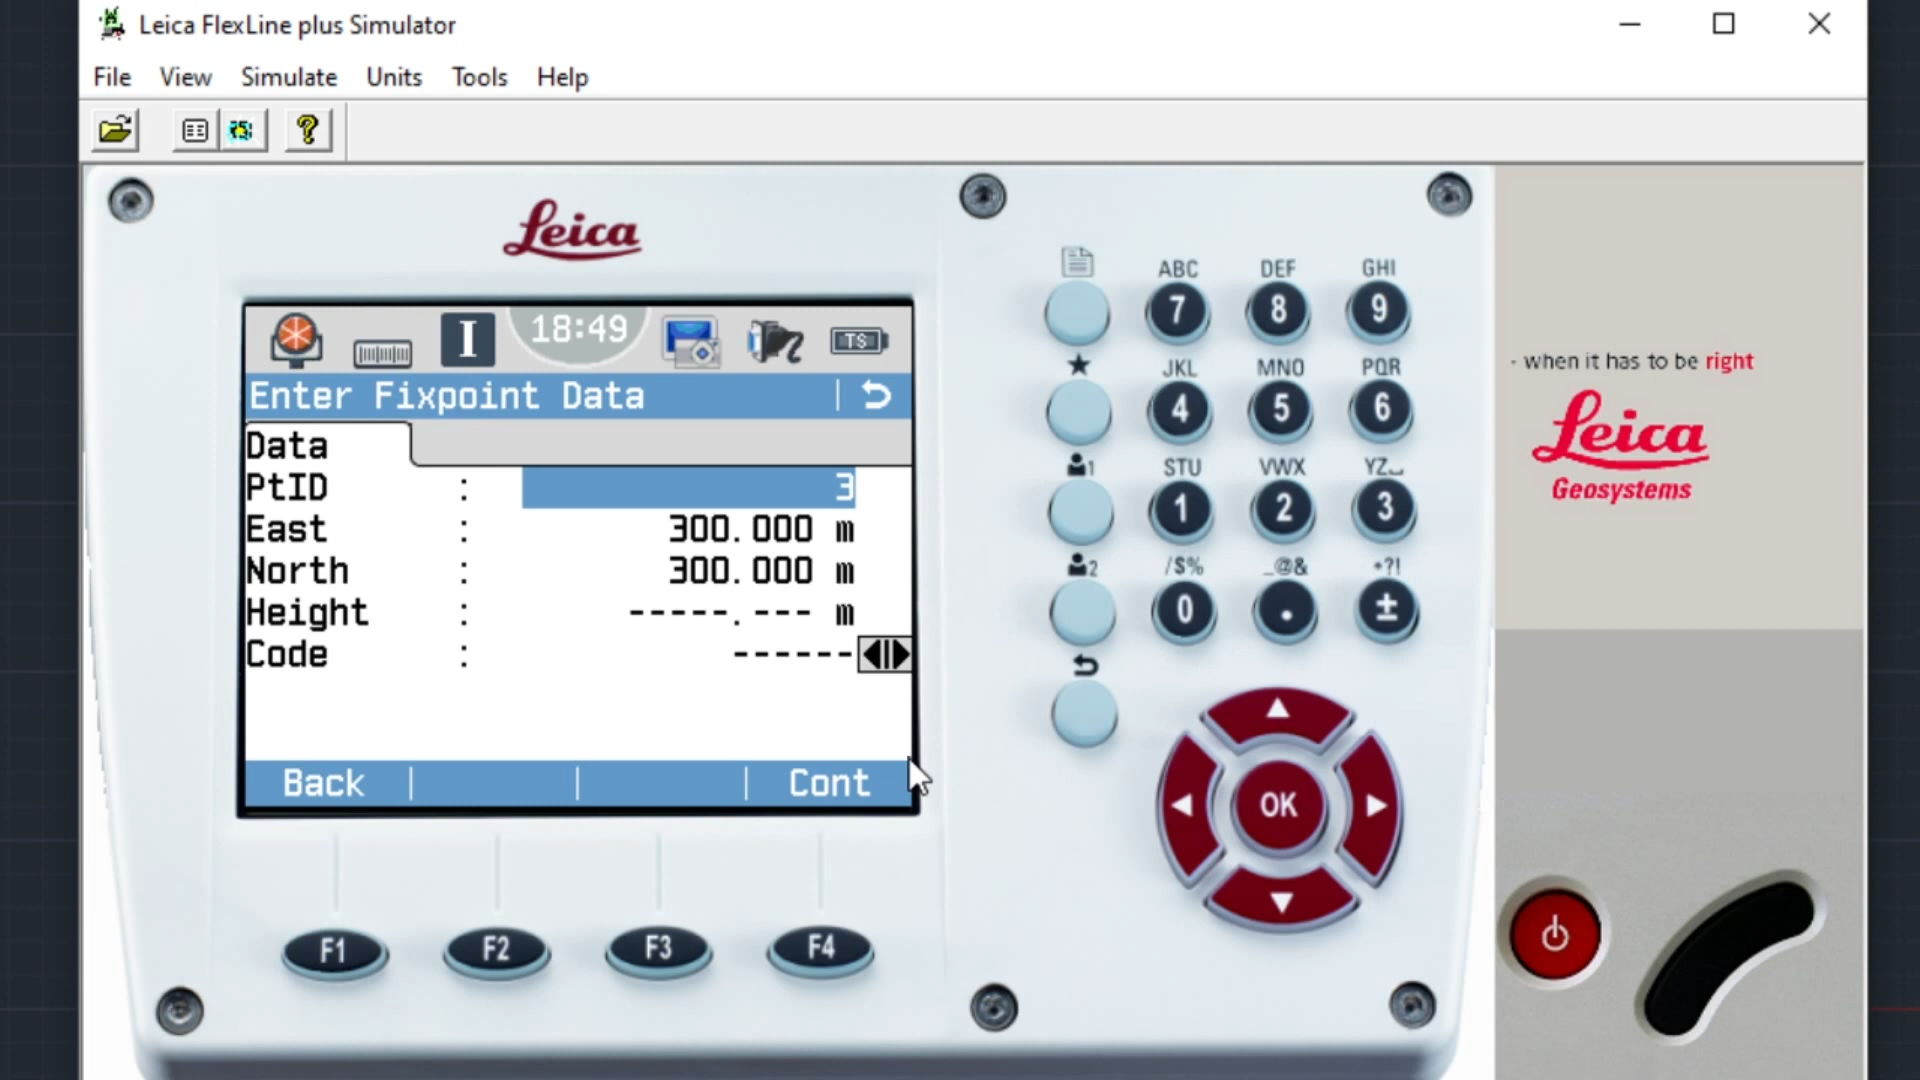 Leica FlexLine plus Simulator
File View Simulate Units Tools Help
Leica
18:49
I
TS
Enter Fixpoint Data
Data
PtID : 3
East : 300.000 m
North : 300.000 m
Height : -----.--- m
Code : ------
Back Cont
F1 F2 F3 F4
ABC DEF GHI
7 8 9
JKL MNO PQR
4 5 6
1 STU VWX YZ
1 2 3
2 /$% _@& *?!
0 . ±
OK
- when it has to be right
Leica
Geosystems